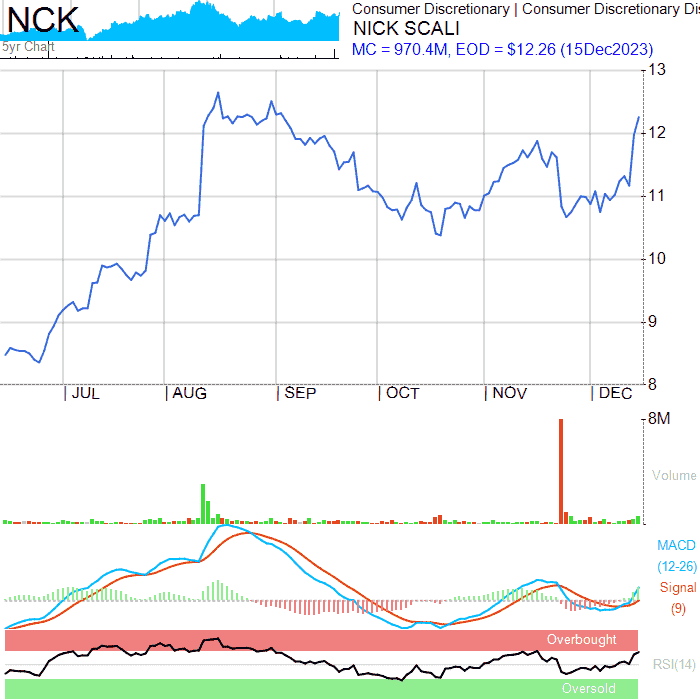 NCK
Consumer Discretionary | Consumer Discretionary Di
NICK SCALI
5yr Chart
MC = 970.4M, EOD = $12.26 (15Dec2023)
13
12
11
10
9
8
| JUL | AUG | SEP | OCT | NOV | DEC
8M
Volume
MACD
(12-26)
Signal
(9)
Overbought
RSI(14)
Oversold